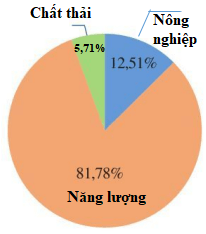 Chất thải
Nông
nghiệp
5,71%
12,51%
81,78%
Năng lượng